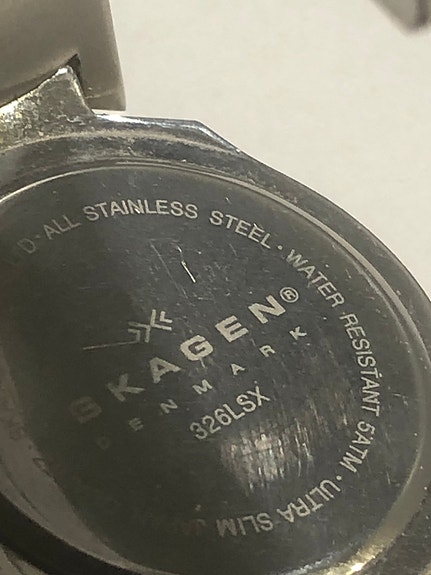 D-ALL STAINLESS STEEL · WATER RESISTANT 5ATM · ULTRA SLIM
SKAGEN®
DENMARK
326LSX